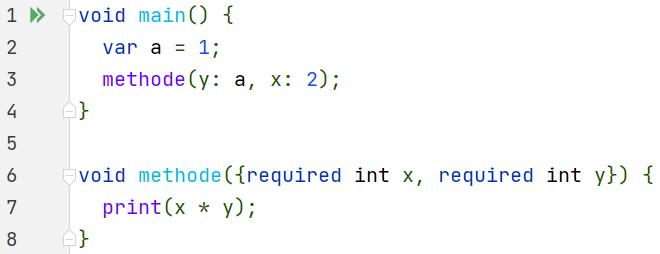 1 void main() {
2 var a = 1;
3 methode(y: a, x: 2);
4 }
5
6 void methode({required int x, required int y}) {
7 print(x * y);
8 }